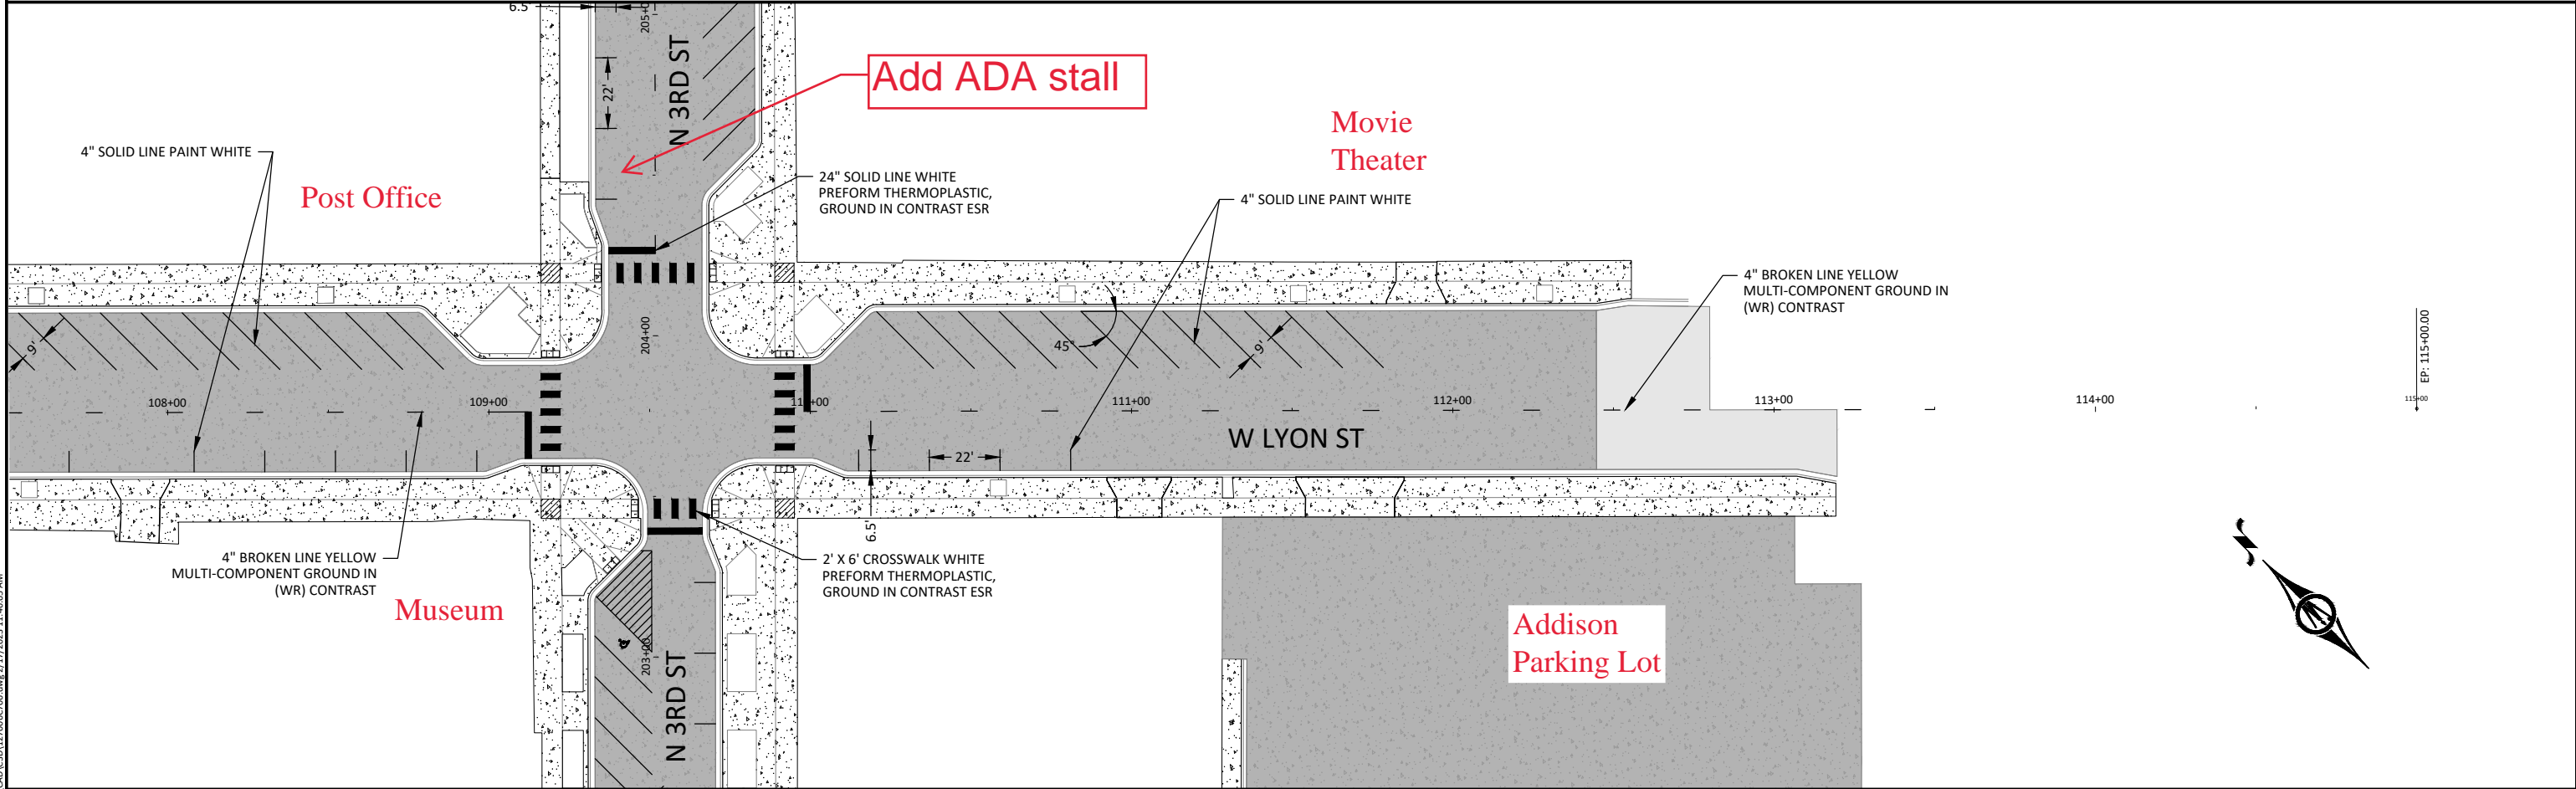 6.5'
205+0
22'
N 3RD ST
Add ADA stall
4" SOLID LINE PAINT WHITE
Post Office
24" SOLID LINE WHITE
PREFORM THERMOPLASTIC,
GROUND IN CONTRAST ESR
Movie
Theater
4" SOLID LINE PAINT WHITE
4" BROKEN LINE YELLOW
MULTI-COMPONENT GROUND IN
(WR) CONTRAST
9'
204+00
45°
9'
EP: 115+00.00
108+00
109+00
111+00
112+00
113+00
114+00
115+00
W LYON ST
22'
6.5'
4" BROKEN LINE YELLOW
MULTI-COMPONENT GROUND IN
(WR) CONTRAST
2' X 6' CROSSWALK WHITE
PREFORM THERMOPLASTIC,
GROUND IN CONTRAST ESR
Museum
203+00
N 3RD ST
Addison
Parking Lot